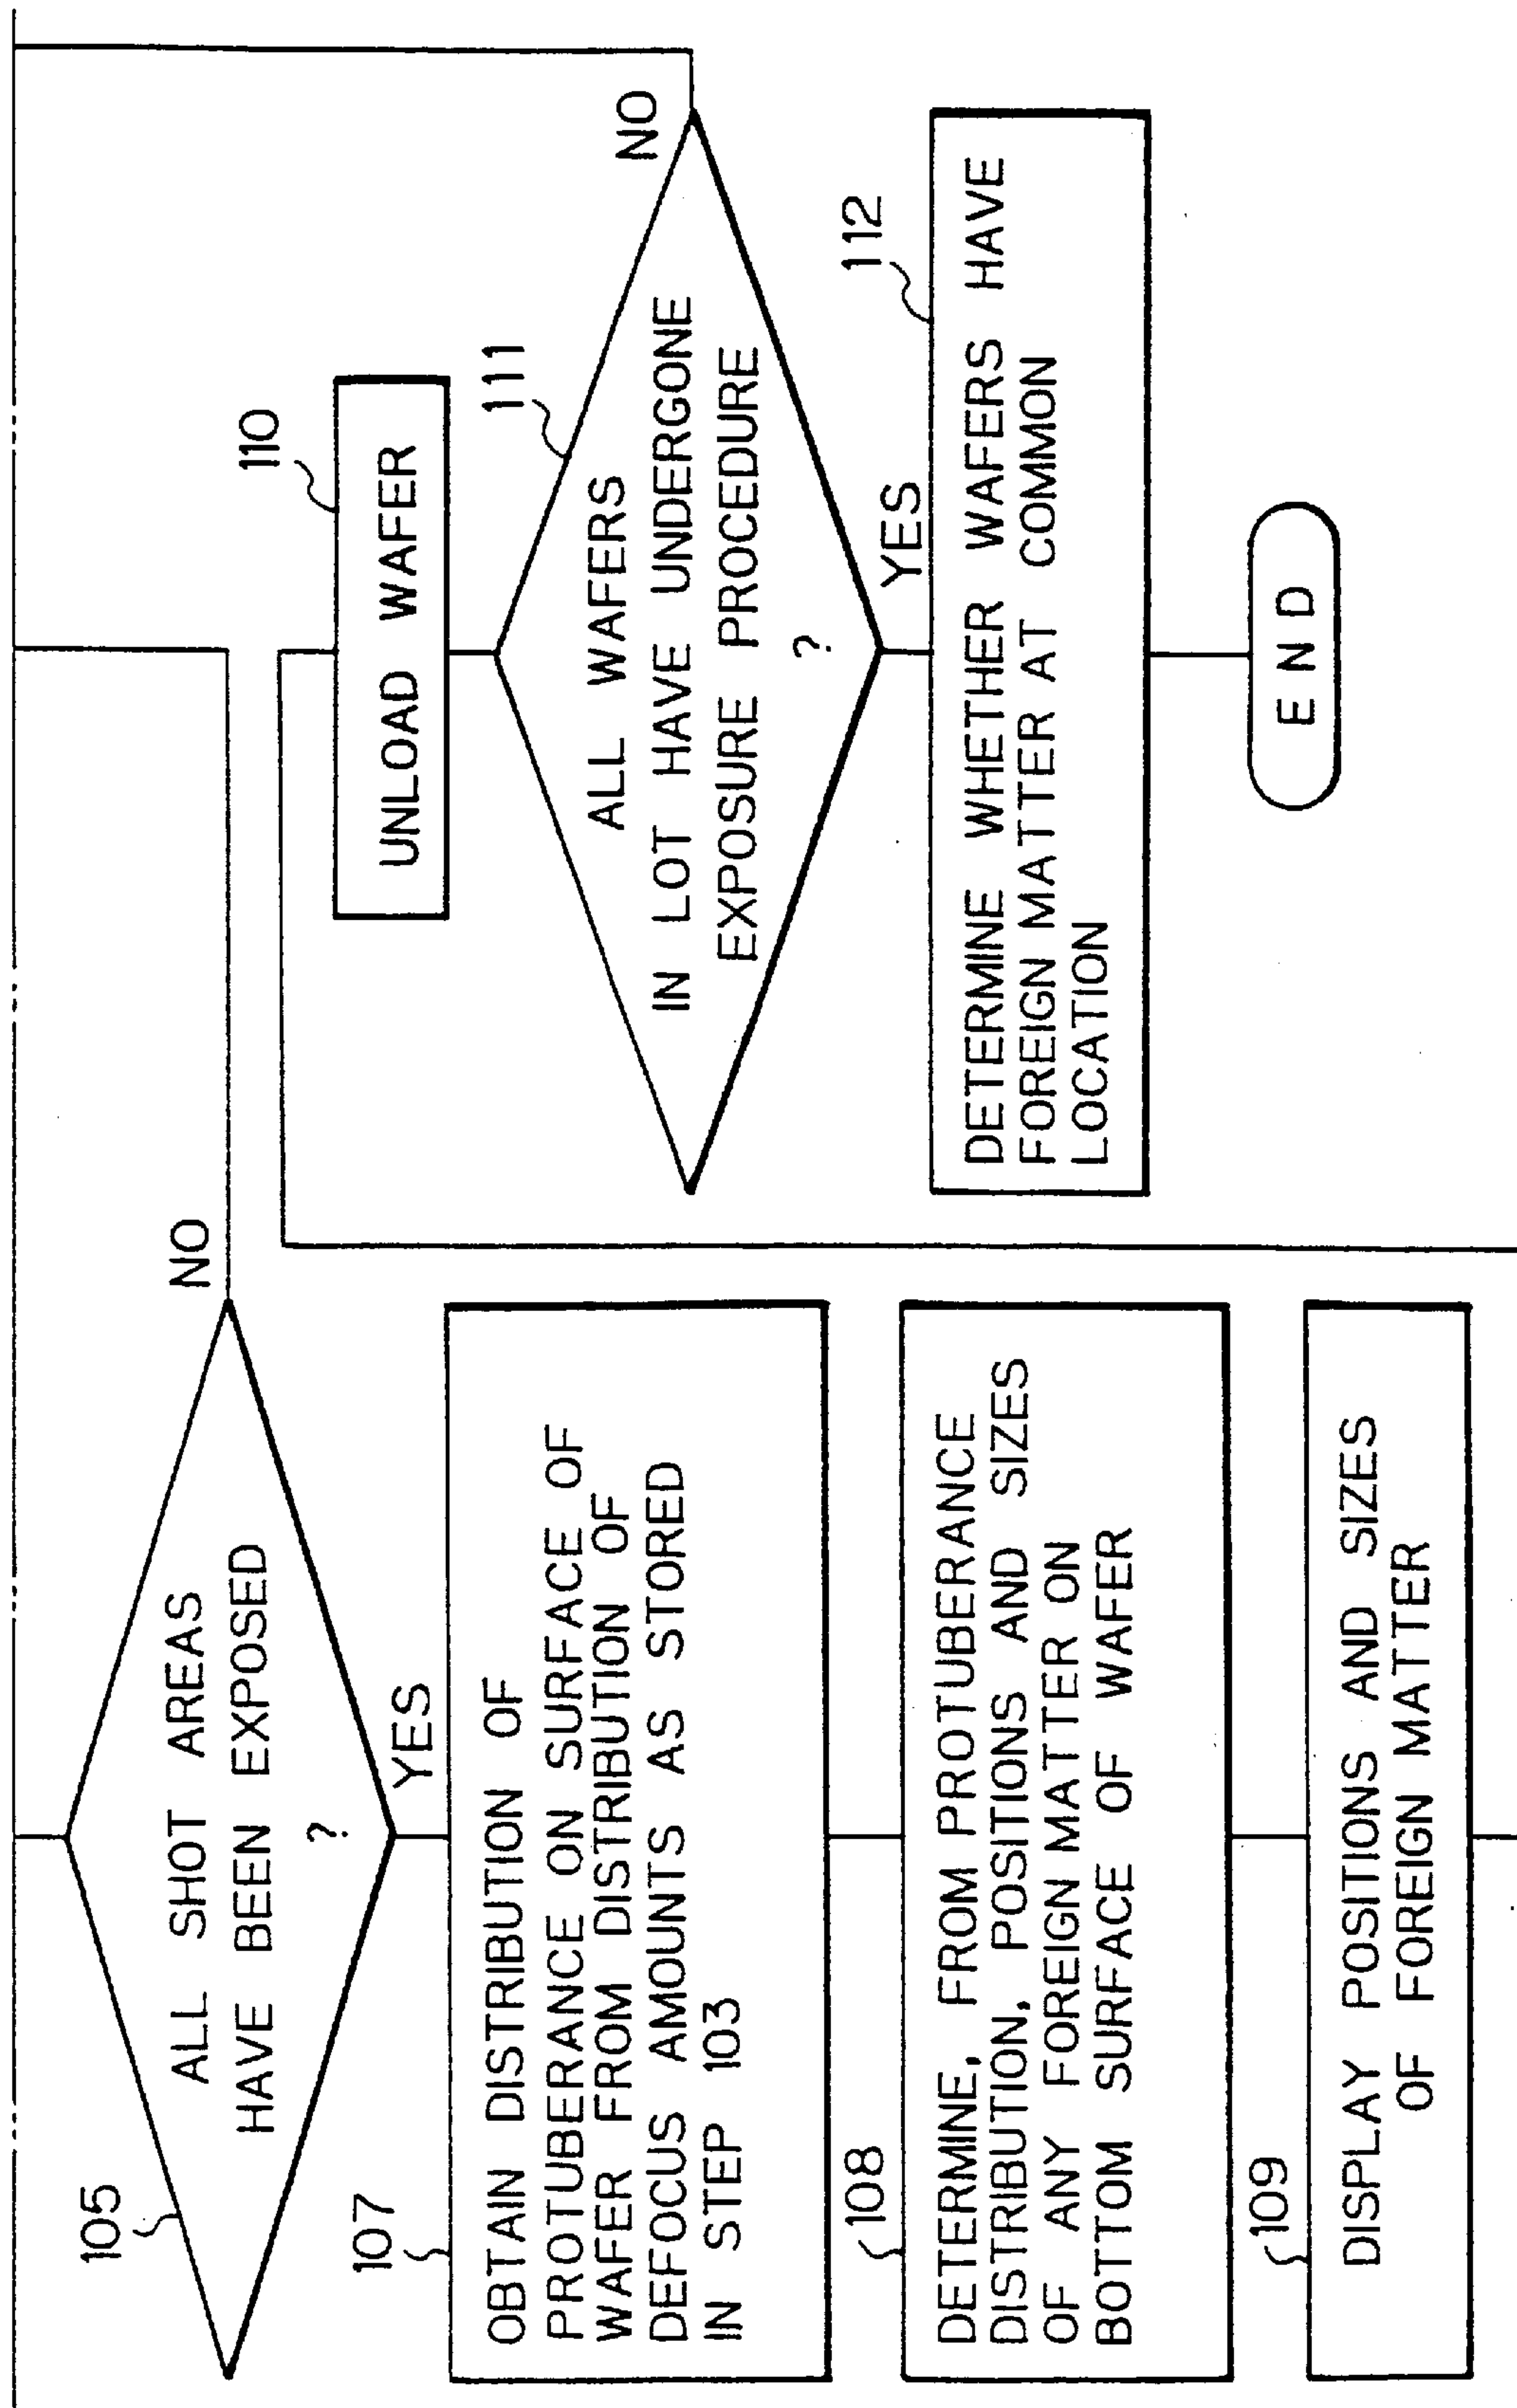 105
ALL SHOT AREAS
HAVE BEEN EXPOSED
?
NO
YES
107
OBTAIN DISTRIBUTION OF
PROTUBERANCE ON SURFACE OF
WAFER FROM DISTRIBUTION OF
DEFOCUS AMOUNTS AS STORED
IN STEP 103
108
DETERMINE, FROM PROTUBERANCE
DISTRIBUTION, POSITIONS AND SIZES
OF ANY FOREIGN MATTER ON
BOTTOM SURFACE OF WAFER
109
DISPLAY POSITIONS AND SIZES
OF FOREIGN MATTER
110
UNLOAD WAFER
111
ALL WAFERS
IN LOT HAVE UNDERGONE
EXPOSURE PROCEDURE
?
NO
YES
112
DETERMINE WHETHER WAFERS HAVE
FOREIGN MATTER AT COMMON
LOCATION
END